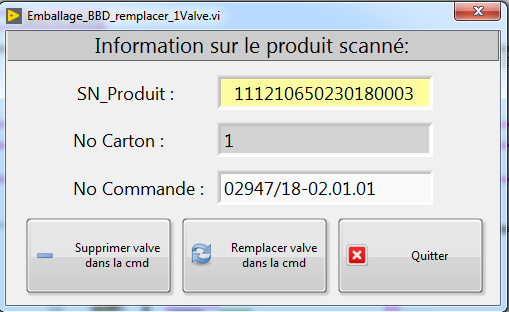 Emballage_BBD_remplacer_1Valve.vi
Information sur le produit scanné:
SN_Produit : 111210650230180003
No Carton : 1
No Commande : 02947/18-02.01.01
Supprimer valve
dans la cmd
Remplacer valve
dans la cmd
Quitter